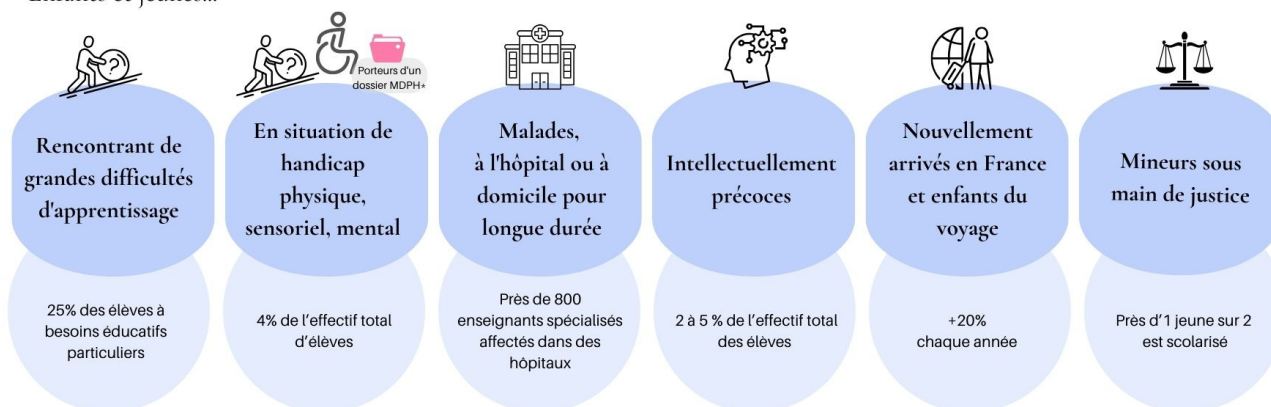 Enfants et jeunes...
Porteurs d'un
dossier MDPH*
Rencontrant de
grandes difficultés
d'apprentissage
25% des élèves à
besoins éducatifs
particuliers
En situation de
handicap
physique,
sensoriel, mental
4% de l’effectif total
d’élèves
Malades,
à l'hôpital ou à
domicile pour
longue durée
Près de 800
enseignants spécialisés
affectés dans des
hôpitaux
Intellectuellement
précoces
2 à 5 % de l’effectif total
des élèves
Nouvellement
arrivés en France
et enfants du
voyage
+20%
chaque année
Mineurs sous
main de justice
Près d’1 jeune sur 2
est scolarisé